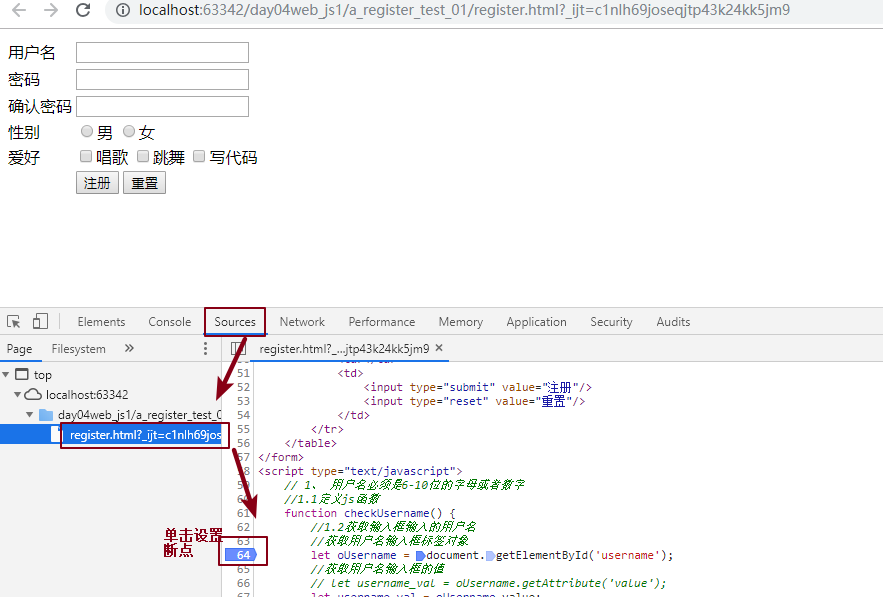 localhost:63342/day04web_js1/a_register_test_01/register.html?_ijt=c1nlh69joseqjtp43k24kk5jm9
用户名
密码
确认密码
性别 男 女
爱好 唱歌 跳舞 写代码
注册 重置
Elements Console Sources Network Performance Memory Application Security Audits
Page Filesystem » register.html?_...jtp43k24kk5jm9 ×
top
localhost:63342
day04web_js1/a_register_test_0
register.html?_ijt=c1nlh69jos
单击设置
断点
51 <td>
52 <input type="submit" value="注册"/>
53 <input type="reset" value="重置"/>
54 </td>
55 </tr>
56 </table>
57 </form>
58 <script type="text/javascript">
// 1、 用户名必须是6-10位的字母或者数字
60 //1.1定义js函数
61 function checkUsername() {
62 //1.2获取输入框输入的用户名
63 //获取用户名输入框标签对象
64 let oUsername = document.getElementById('username');
65 //获取用户名输入框的值
66 // let username_val = oUsername.getAttribute('value');
67 let username_val = oUsername.value;